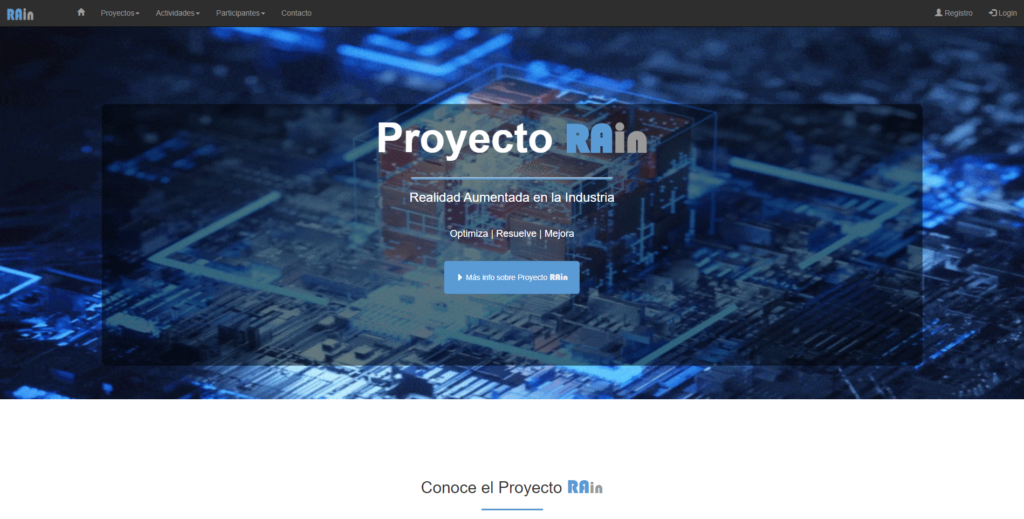 RAin Proyectos Actividades Participantes Contacto Registro Login
Proyecto RAin
Realidad Aumentada en la Industria
Optimiza | Resuelve | Mejora
Más info sobre Proyecto RAin
Conoce el Proyecto RAin